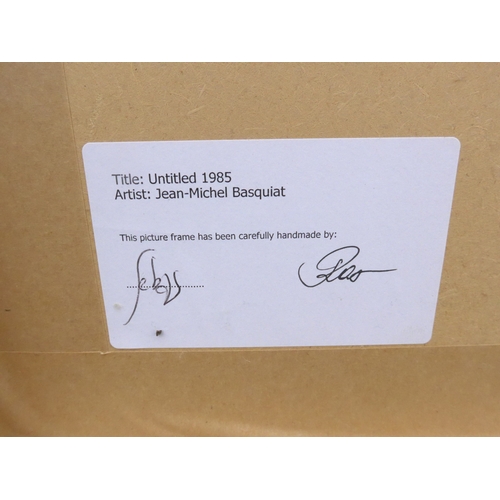 Title: Untitled 1985
Artist: Jean-Michel Basquiat
This picture frame has been carefully handmade by: